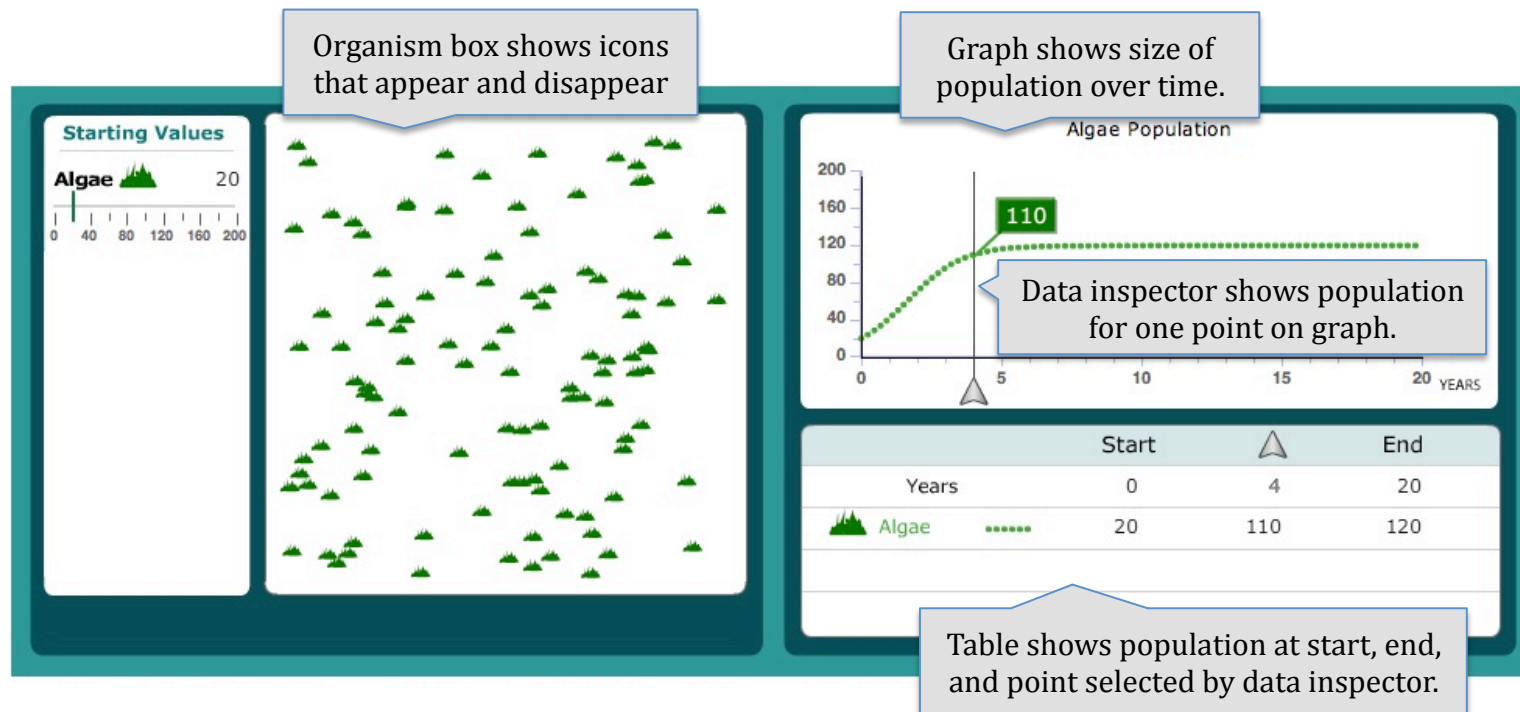 Organism box shows icons
that appear and disappear
Graph shows size of
population over time.
Starting Values
Algae 20
0 40 80 120 160 200
Algae Population
200
160
120
80
40
0
110
Data inspector shows population
for one point on graph.
0 5 10 15 20 YEARS
Start End
Years 0 4 20
Algae 20 110 120
Table shows population at start, end,
and point selected by data inspector.